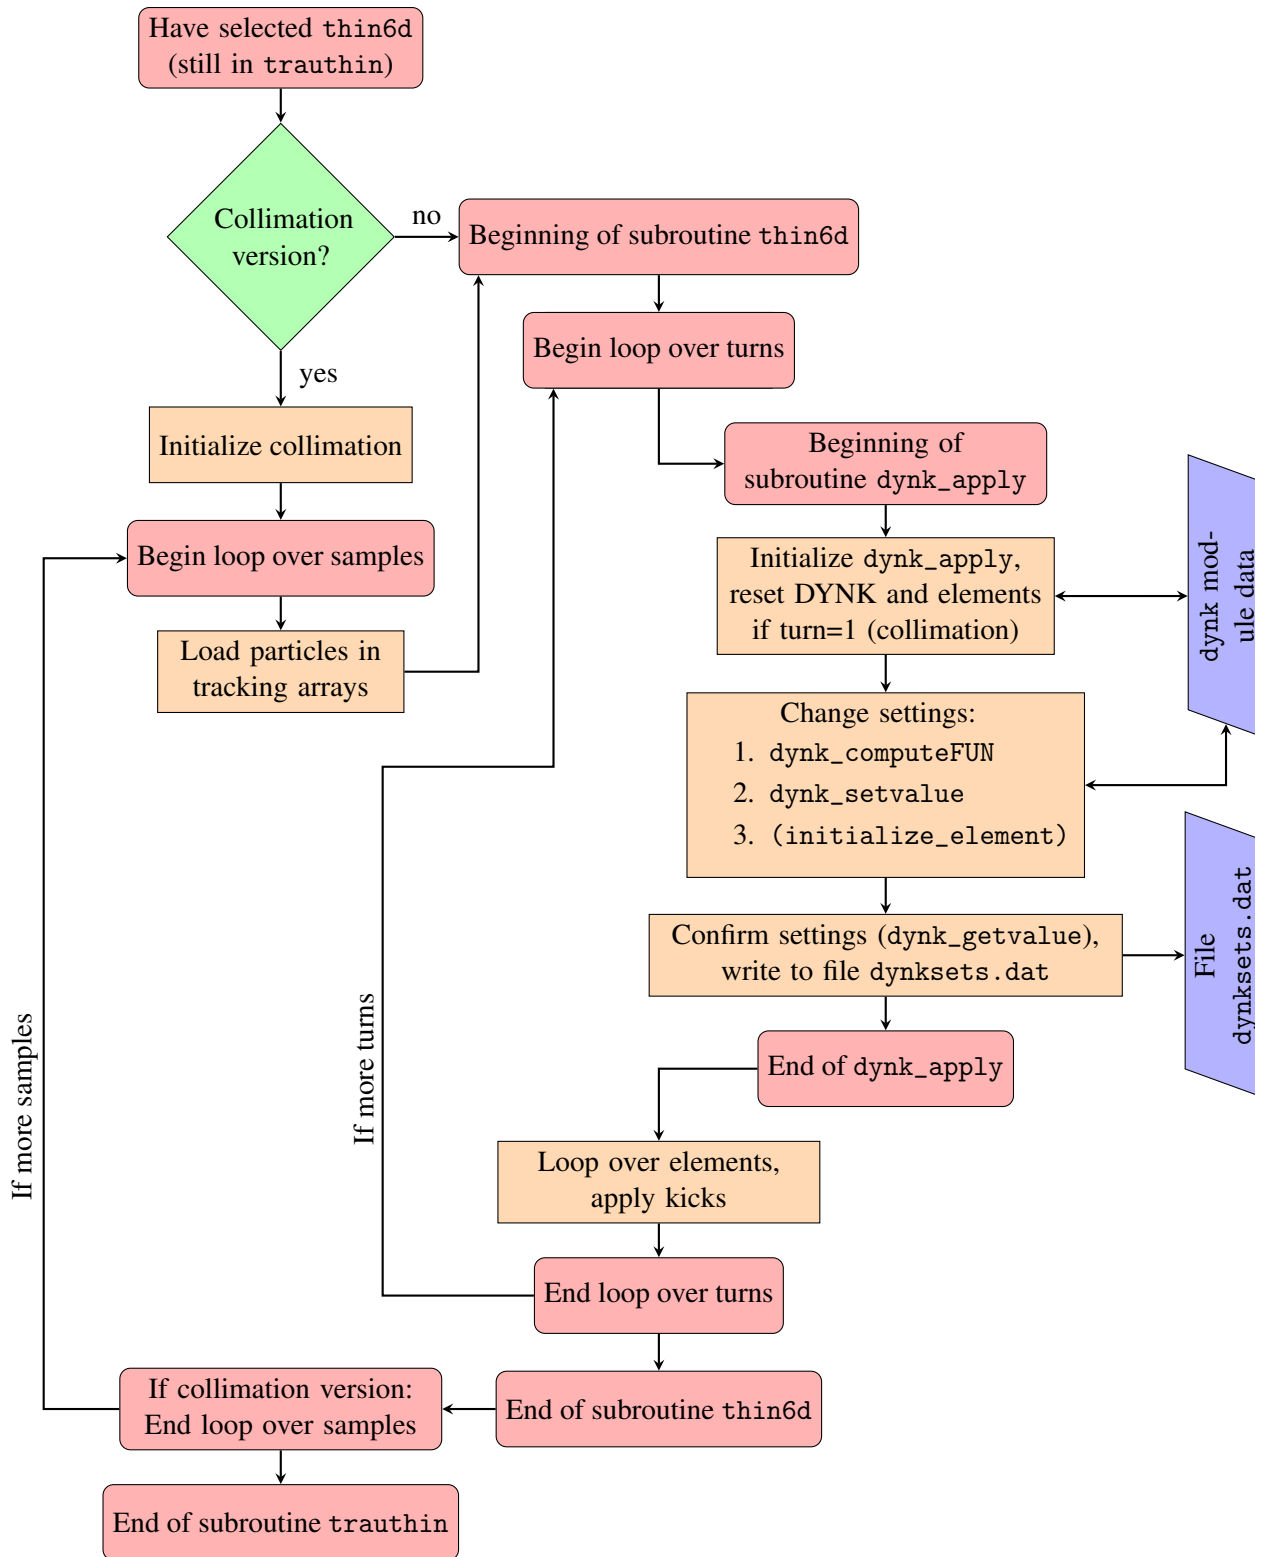 Have selected thin6d
(still in trauthin)
Collimation
version?
no
yes
Beginning of subroutine thin6d
Begin loop over turns
Initialize collimation
Begin loop over samples
Load particles in
tracking arrays
Beginning of
subroutine dynk_apply
Initialize dynk_apply,
reset DYNK and elements
if turn=1 (collimation)
dynk mod-
ule data
Change settings:
1. dynk_computeFUN
2. dynk_setvalue
3. (initialize_element)
Confirm settings (dynk_getvalue),
write to file dynksets.dat
File
dynksets.dat
End of dynk_apply
If more samples
If more turns
Loop over elements,
apply kicks
End loop over turns
If collimation version:
End loop over samples
End of subroutine thin6d
End of subroutine trauthin